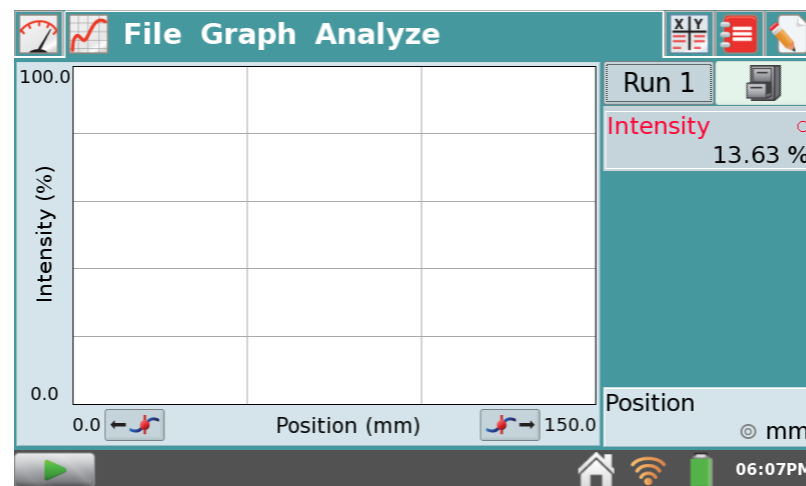 File Graph Analyze
X Y
100.0
Intensity (%)
0.0
0.0
Position (mm)
150.0
Run 1
Intensity
13.63 %
Position
mm
06:07PM